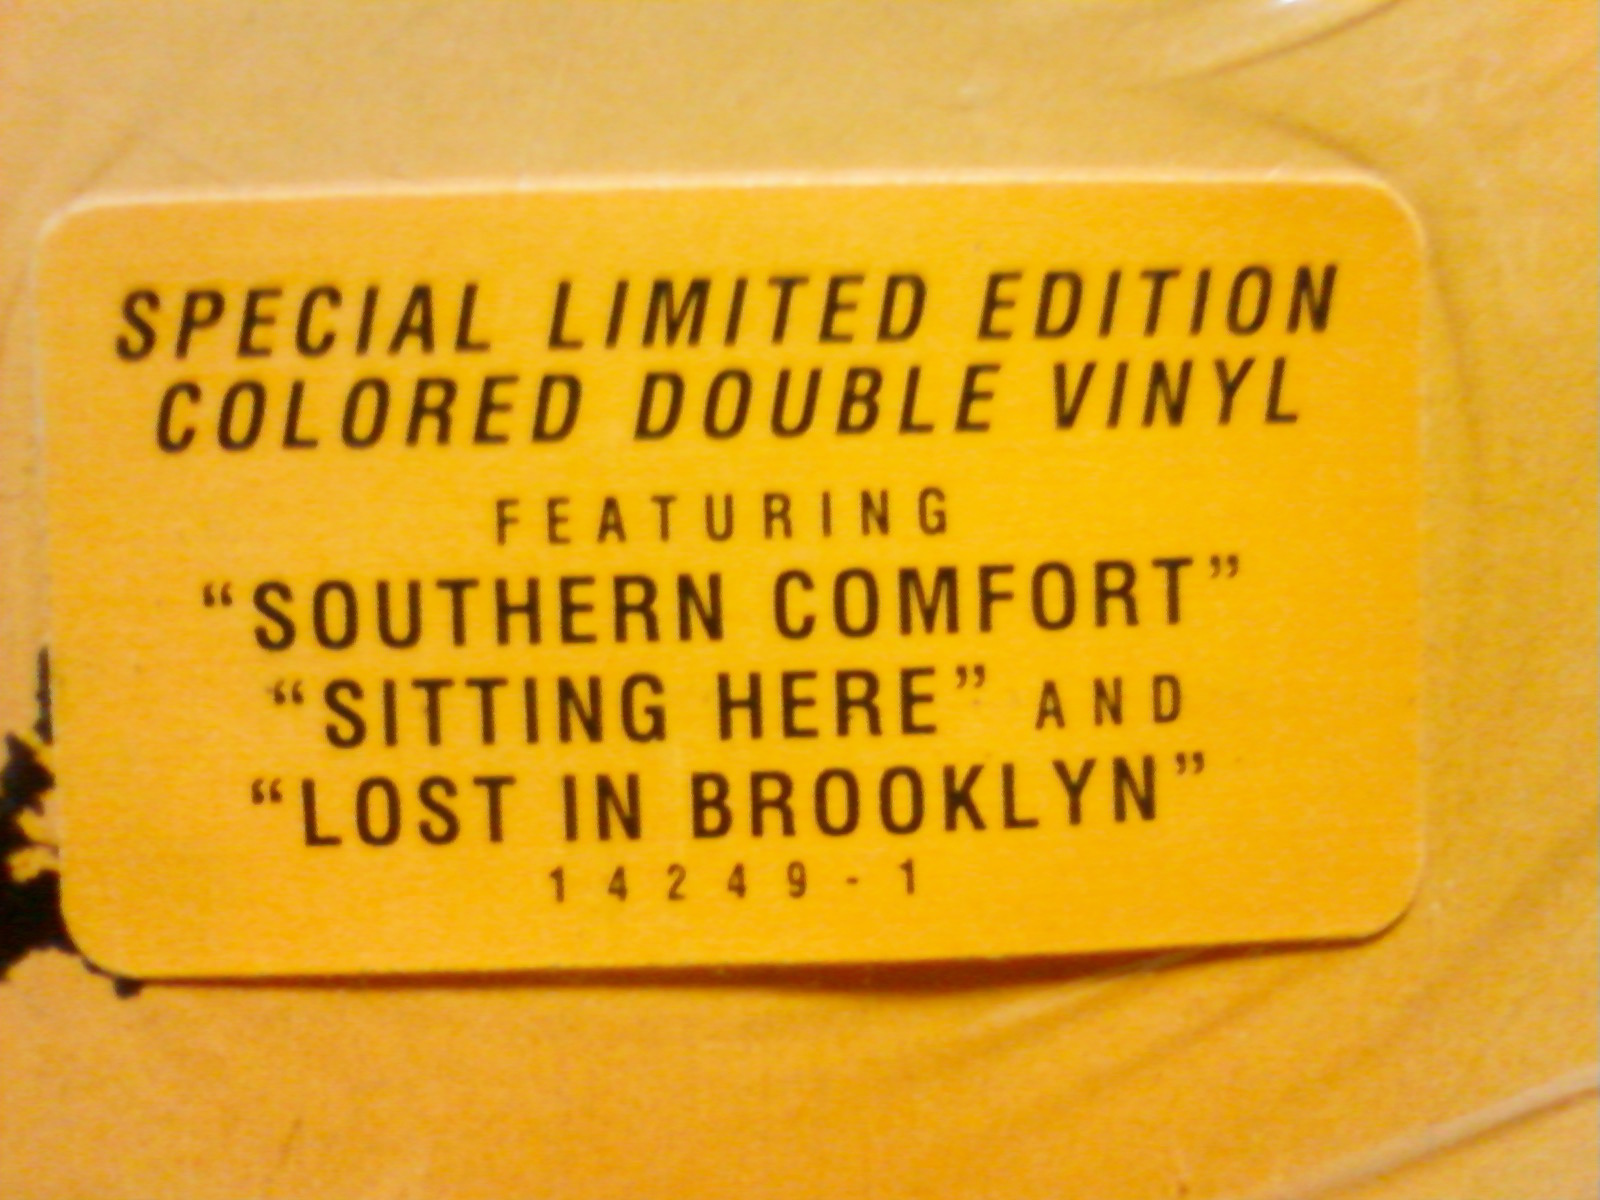 SPECIAL LIMITED EDITION
COLORED DOUBLE VINYL
FEATURING
“SOUTHERN COMFORT”
“SITTING HERE” AND
“LOST IN BROOKLYN”
14249-1